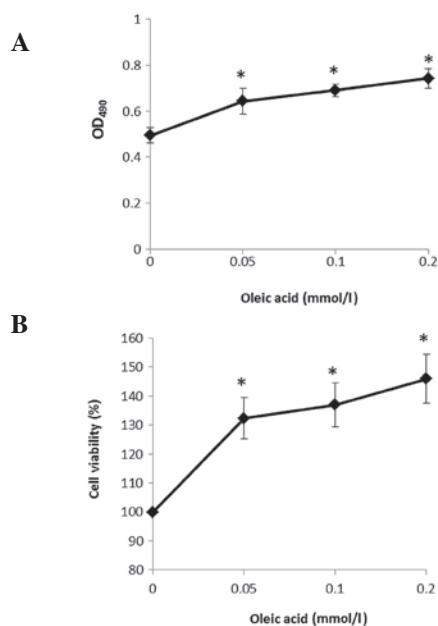 A
1
0.8
0.6
0.4
0.2
0
OD490
* * *
0 0.05 0.1 0.2
Oleic acid (mmol/l)
B
160
150
140
130
120
110
100
90
80
Cell viability (%)
* * *
0 0.05 0.1 0.2
Oleic acid (mmol/l)